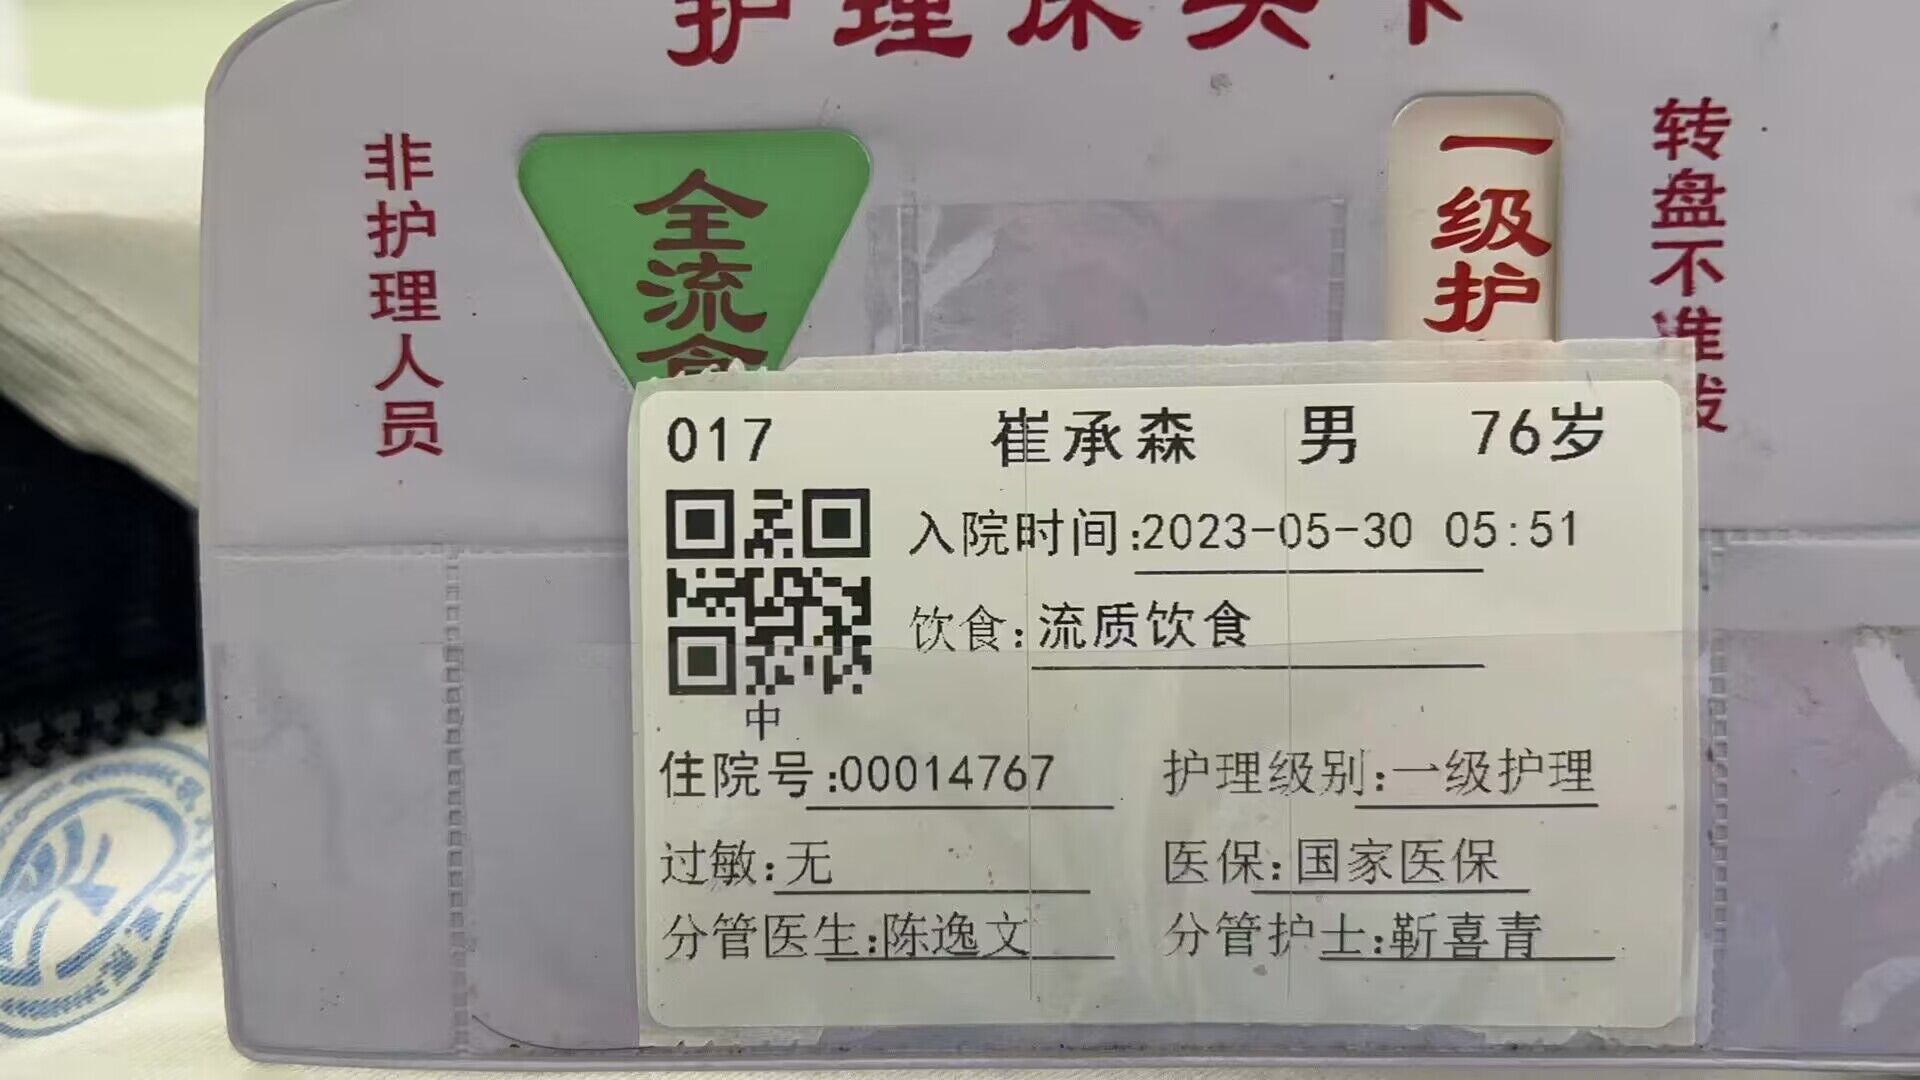 护理床头卡
非护理人员
全流食
一级护
转盘不准拨
017 崔承森 男 76岁
入院时间:2023-05-30 05:51
饮食:流质饮食
中
住院号:00014767 护理级别:一级护理
过敏:无 医保:国家医保
分管医生:陈逸文 分管护士:靳喜青